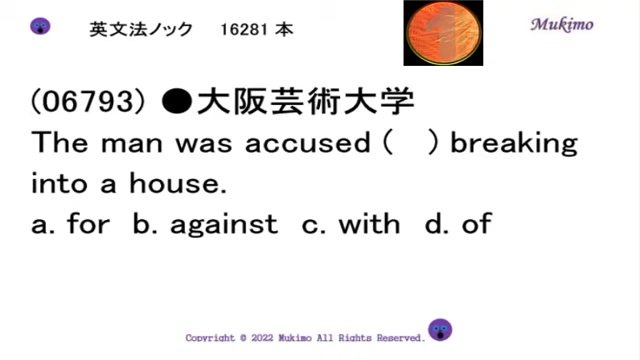 英文法ノック 16281 本
Mukimo
(06793) ●大阪芸術大学
The man was accused ( ) breaking
into a house.
a. for b. against c. with d. of
Copyright © 2022 Mukimo All Rights Reserved.